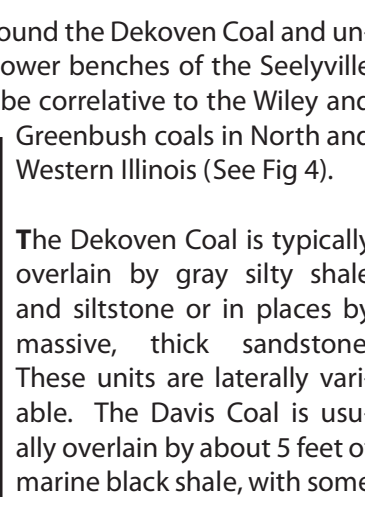 ound the Dekoven Coal and un-
ower benches of the Seelyville
be correlative to the Wiley and
Greenbush coals in North and
Western Illinois (See Fig 4).
The Dekoven Coal is typically
overlain by gray silty shale
and siltstone or in places by
massive, thick sandstone
These units are laterally vari-
able. The Davis Coal is usu-
ally overlain by about 5 feet of
marine black shale, with some